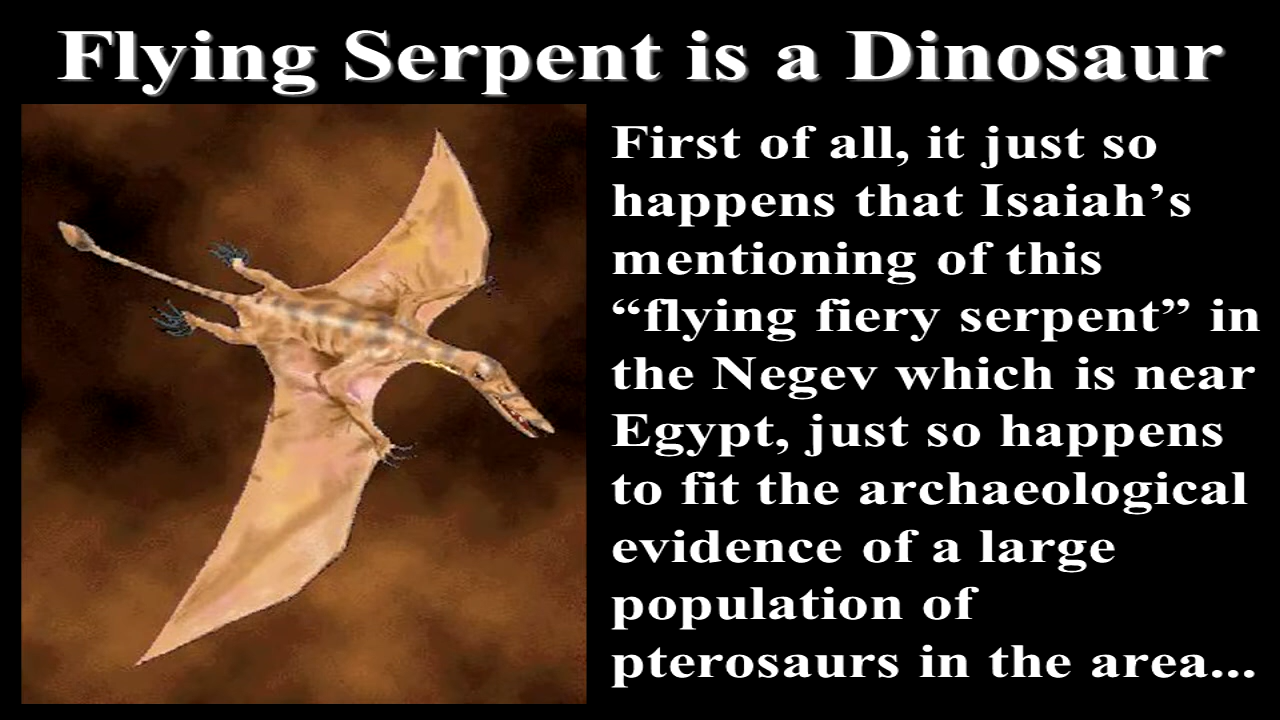 Flying Serpent is a Dinosaur
First of all, it just so
happens that Isaiah’s
mentioning of this
“flying fiery serpent” in
the Negev which is near
Egypt, just so happens
to fit the archaeological
evidence of a large
population of
pterosaurs in the area...